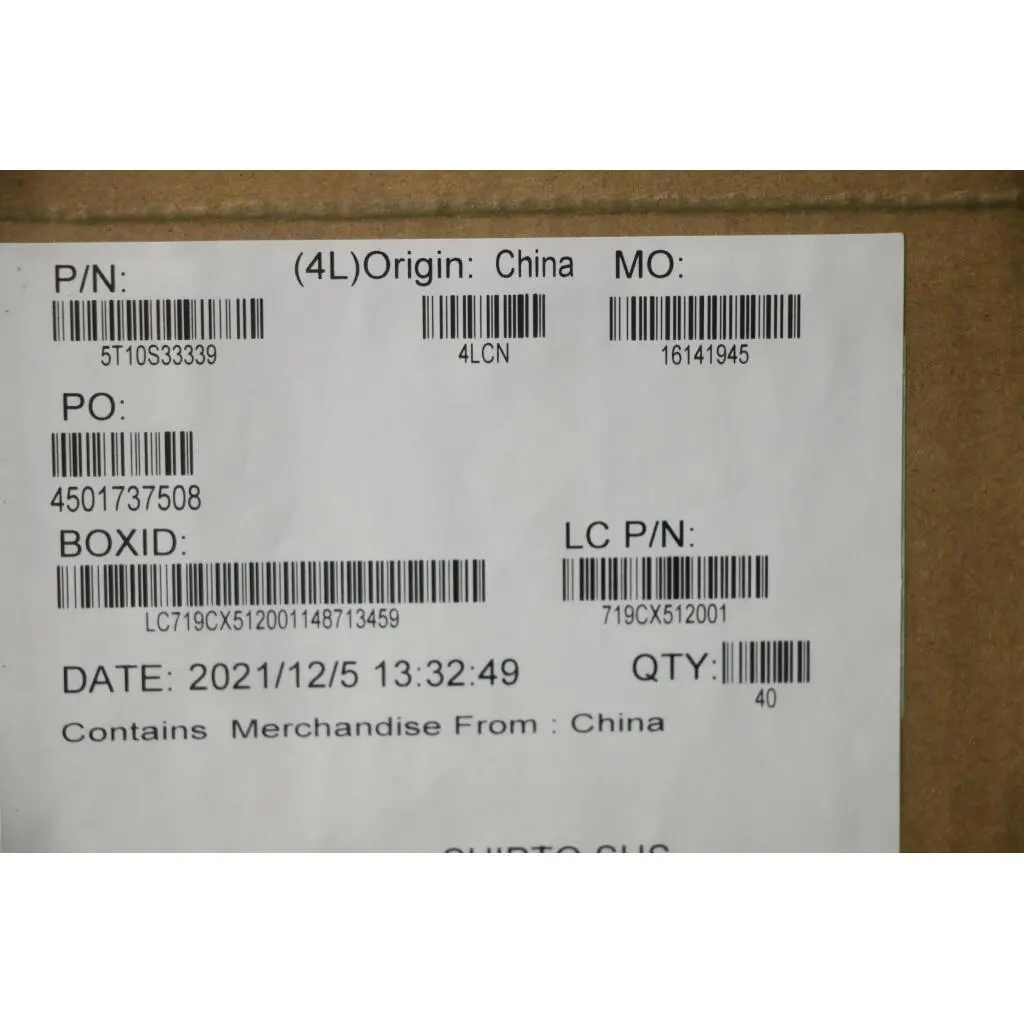 P/N: (4L)Origin: China MO:
5T10S33339 4LCN 16141945
PO:
4501737508
BOXID: LC P/N:
LC719CX512001148713459 719CX512001
DATE: 2021/12/5 13:32:49 QTY:
40
Contains Merchandise From : China